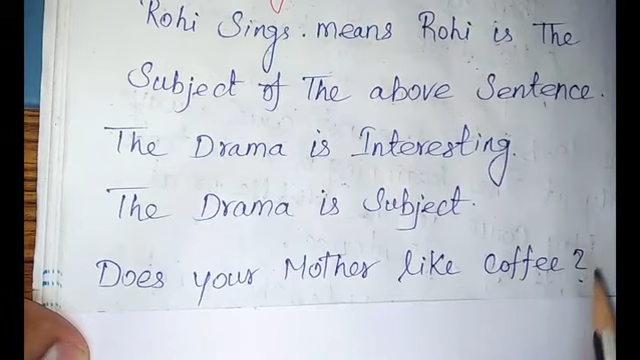 Rohi Sings. means Rohi is The
Subject of The above Sentence.
The Drama is Interesting.
The Drama is Subject.
Does your Mother like Coffee?